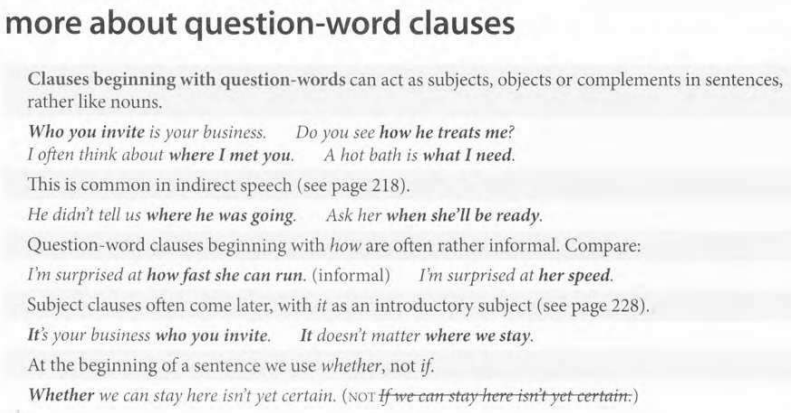 more about question-word clauses
Clauses beginning with question-words can act as subjects, objects or complements in sentences,
rather like nouns.
Who you invite is your business. Do you see how he treats me?
I often think about where I met you. A hot bath is what I need.
This is common in indirect speech (see page 218).
He didn't tell us where he was going. Ask her when she'll be ready.
Question-word clauses beginning with how are often rather informal. Compare:
I'm surprised at how fast she can run. (informal) I'm surprised at her speed.
Subject clauses often come later, with it as an introductory subject (see page 228).
It's your business who you invite. It doesn't matter where we stay.
At the beginning of a sentence we use whether, not if.
Whether we can stay here isn't yet certain. (NOT If we can stay here isn't yet certain.)